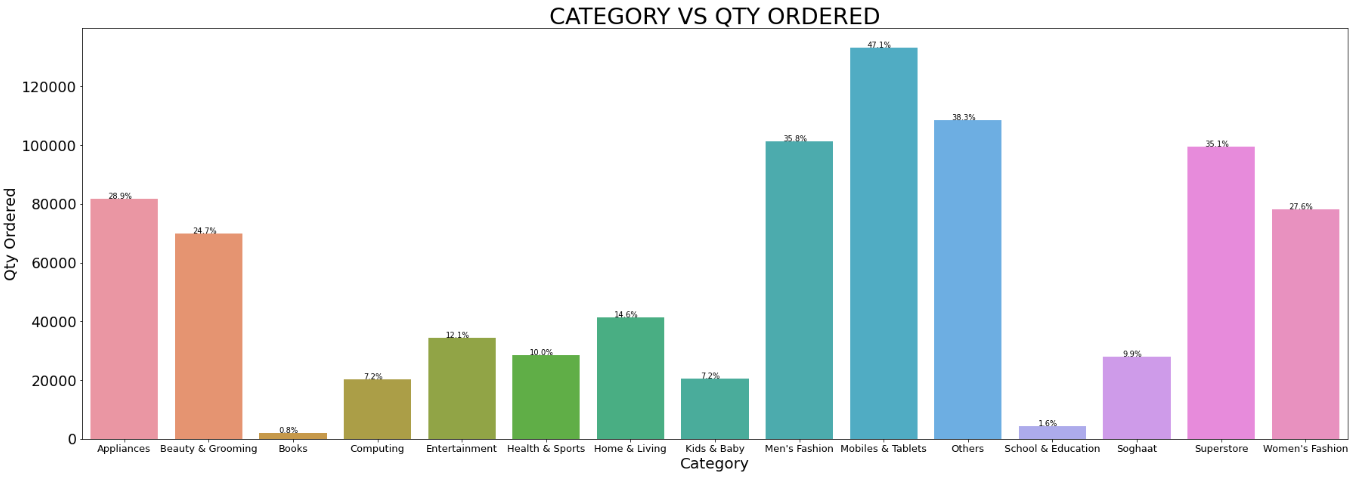 CATEGORY VS QTY ORDERED
Qty Ordered
120000
100000
80000
60000
40000
20000
0
28.9%
24.7%
0.8%
7.2%
12.1%
10.0%
14.6%
7.2%
35.8%
47.1%
38.3%
1.6%
9.9%
35.1%
27.6%
Appliances
Beauty & Grooming
Books
Computing
Entertainment
Health & Sports
Home & Living
Kids & Baby
Men's Fashion
Mobiles & Tablets
Others
School & Education
Soghaat
Superstore
Women's Fashion
Category